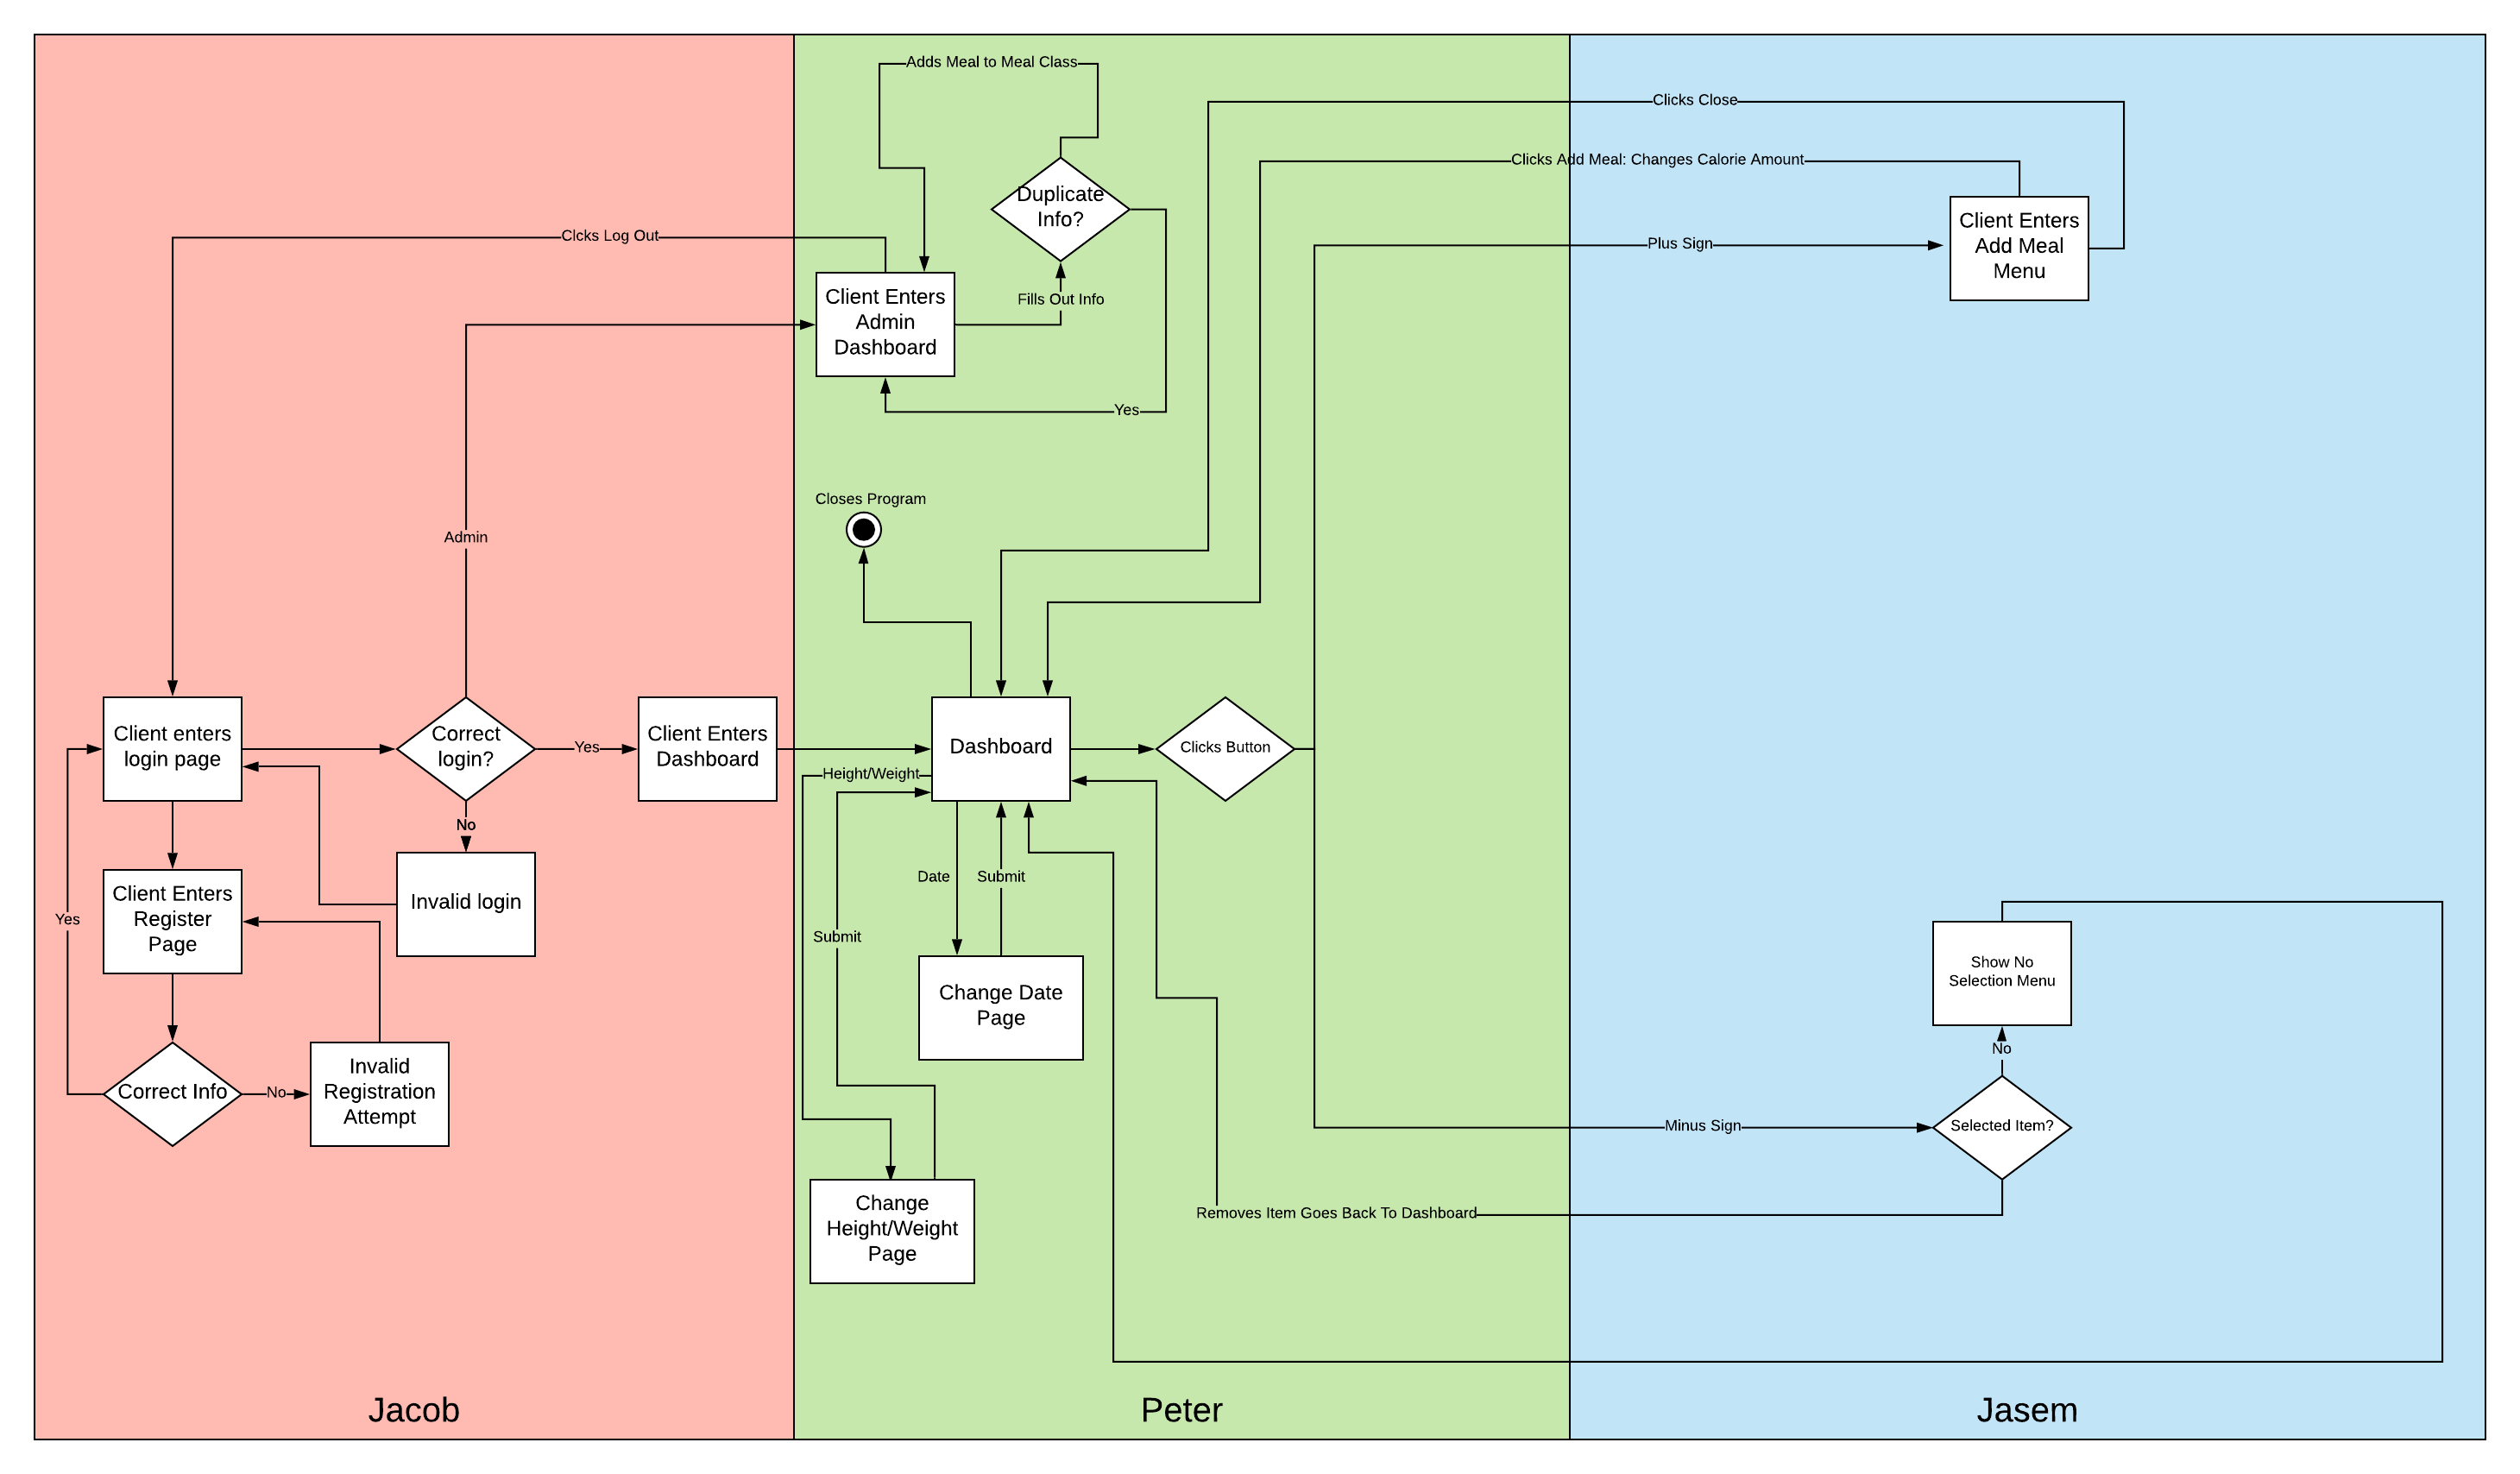 Adds Meal to Meal Class
Clicks Close
Clicks Add Meal: Changes Calorie Amount
Duplicate
Info?
Client Enters
Add Meal
Menu
Clcks Log Out
Plus Sign
Client Enters
Admin
Dashboard
Fills Out Info
Yes
Closes Program
Admin
Client enters
login page
Correct
login?
Yes
Client Enters
Dashboard
Dashboard
Clicks Button
Height/Weight
No
Invalid login
Client Enters
Register
Page
Yes
Date
Submit
Submit
Show No
Selection Menu
Change Date
Page
No
Correct Info
No
Invalid
Registration
Attempt
Minus Sign
Selected Item?
Change
Height/Weight
Page
Removes Item Goes Back To Dashboard
Jacob
Peter
Jasem